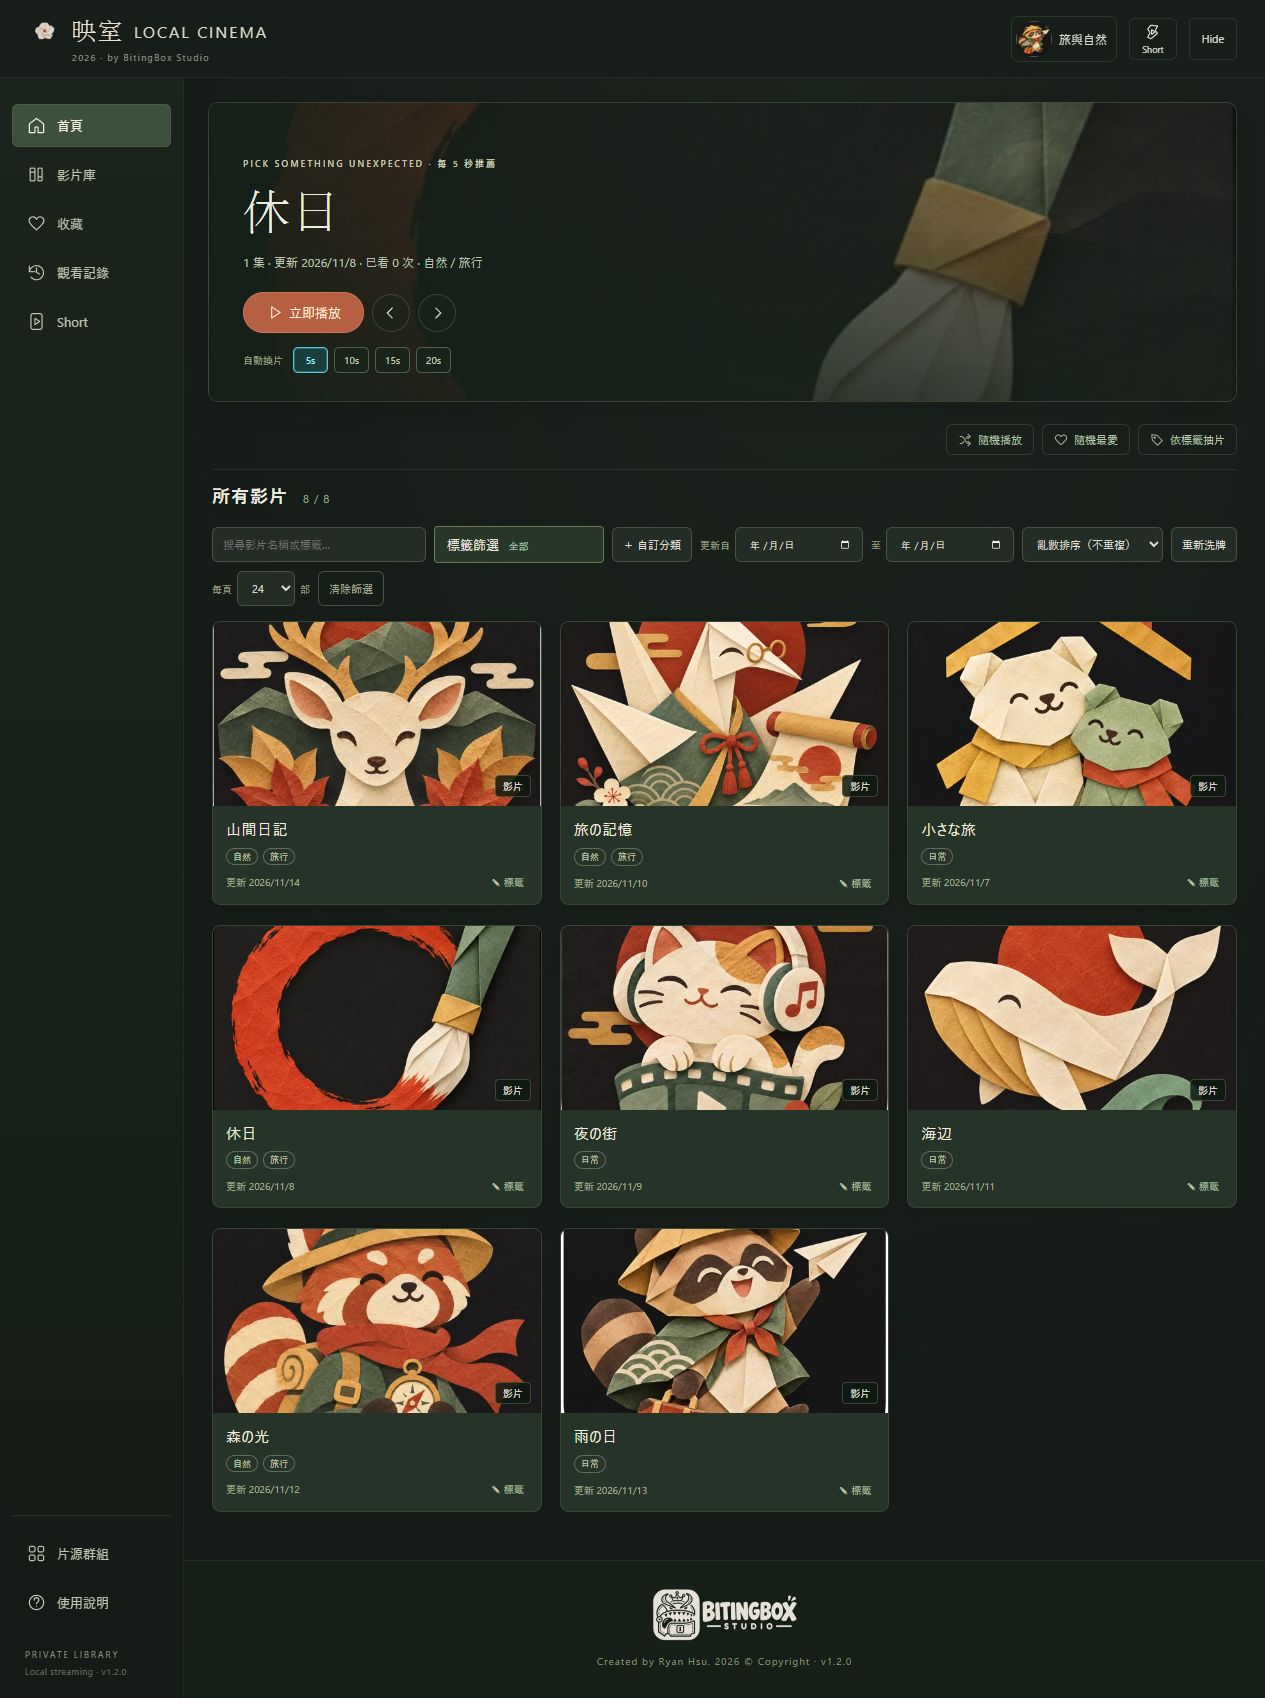 映室 LOCAL CINEMA
2026 · by BitingBox Studio
旅與自然
Short
Hide
首頁
影片庫
收藏
觀看記錄
Short
PICK SOMETHING UNEXPECTED · 每 5 秒推薦
休日
1 集 · 更新 2026/11/8 · 已看 0 次 · 自然 / 旅行
立即播放
自動換片 5s 10s 15s 20s
隨機播放 隨機最愛 依標籤抽片
所有影片 8 / 8
搜尋影片名稱或標籤...
標籤篩選 全部
+ 自訂分類
更新自 年 /月/日
至 年 /月/日
亂數排序（不重複）
重新洗牌
每頁 24 部 清除篩選
影片
山間日記
自然 旅行
更新 2026/11/14 標籤
影片
旅の記憶
自然 旅行
更新 2026/11/10 標籤
影片
小さな旅
日常
更新 2026/11/7 標籤
影片
休日
自然 旅行
更新 2026/11/8 標籤
影片
夜の街
日常
更新 2026/11/9 標籤
影片
海辺
日常
更新 2026/11/11 標籤
影片
森の光
自然 旅行
更新 2026/11/12 標籤
影片
雨の日
日常
更新 2026/11/13 標籤
片源群組
使用說明
PRIVATE LIBRARY
Local streaming · v1.2.0
BITINGBOX
STUDIO
Created by Ryan Hsu. 2026 © Copyright · v1.2.0